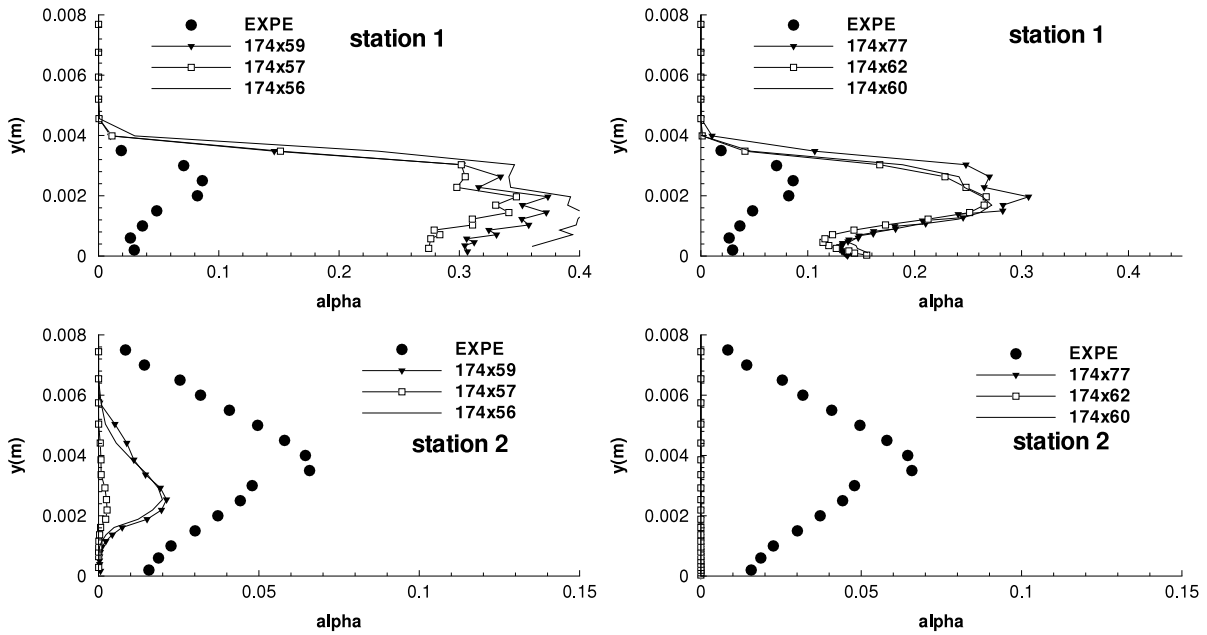 EXPE
174x59
174x57
174x56
station 1
y(m)
0.008
0.006
0.004
0.002
0
0
0.1
0.2
0.3
0.4
alpha
EXPE
174x77
174x62
174x60
station 1
y(m)
0.008
0.006
0.004
0.002
0
0
0.1
0.2
0.3
0.4
alpha
EXPE
174x59
174x57
174x56
station 2
y(m)
0.008
0.006
0.004
0.002
0
0
0.05
0.1
0.15
alpha
EXPE
174x77
174x62
174x60
station 2
y(m)
0.008
0.006
0.004
0.002
0
0
0.05
0.1
0.15
alpha